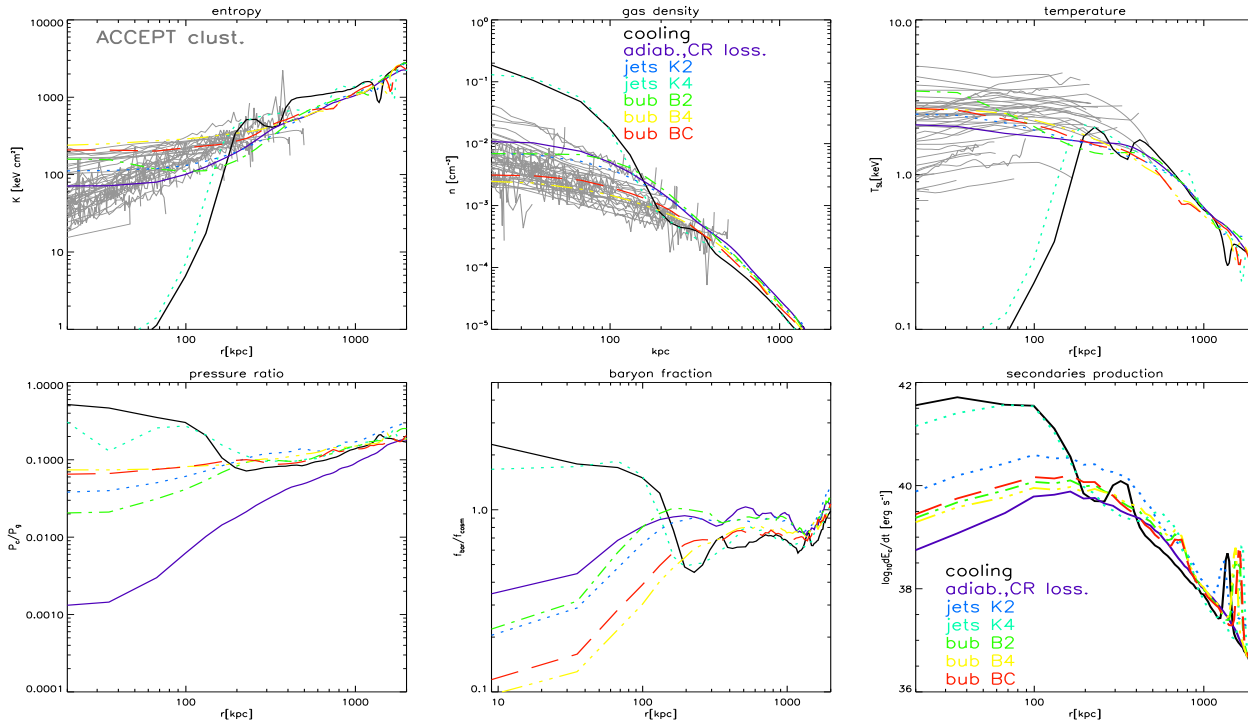 entropy
ACCEPT clust.
10000
1000
100
10
1
K [keV cm²]
100
1000
r[kpc]
gas density
cooling
adiab.,CR loss.
jets K2
jets K4
bub B2
bub B4
bub BC
10⁰
10⁻¹
10⁻²
10⁻³
10⁻⁴
10⁻⁵
n [cm⁻³]
100
1000
kpc
temperature
10.0
1.0
0.1
T_SL[keV]
100
1000
r[kpc]
pressure ratio
1.0000
0.1000
0.0100
0.0010
0.0001
P_c/P_g
100
1000
r[kpc]
baryon fraction
1.0
0.1
f_bar/f_cosm
10
100
1000
r[kpc]
secondaries production
42
41
40
39
38
37
36
log₁₀dE_c/dt [erg s⁻¹]
cooling
adiab.,CR loss.
jets K2
jets K4
bub B2
bub B4
bub BC
100
1000
r[kpc]